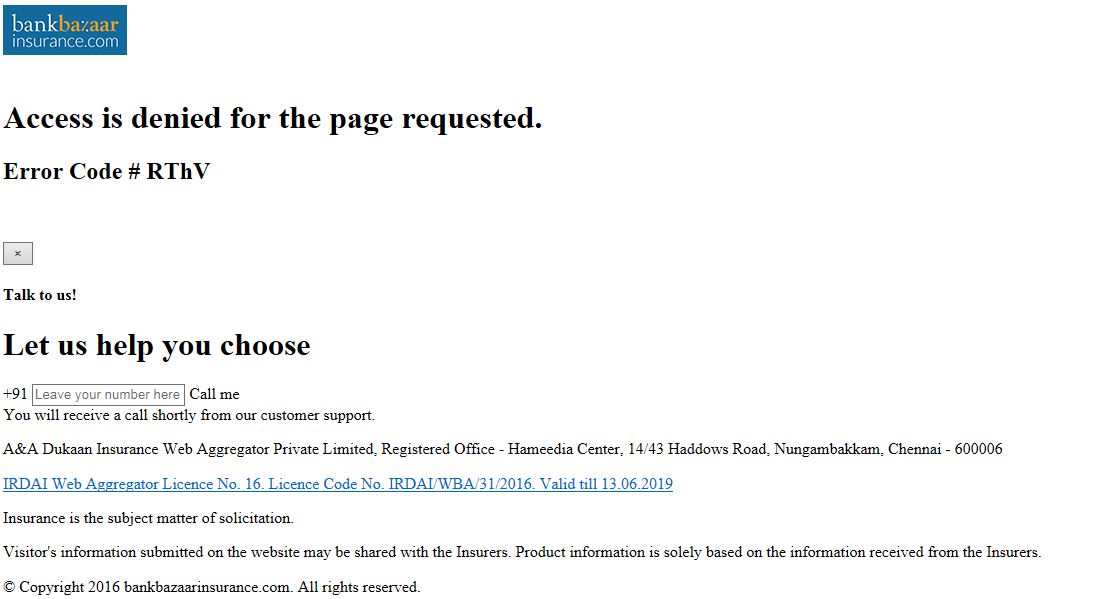 bankbazaar
insurance.com
Access is denied for the page requested.
Error Code # RThV
×
Talk to us!
Let us help you choose
+91 Leave your number here Call me
You will receive a call shortly from our customer support.
A&A Dukaan Insurance Web Aggregator Private Limited, Registered Office - Hameedia Center, 14/43 Haddows Road, Nungambakkam, Chennai - 600006
IRDAI Web Aggregator Licence No. 16. Licence Code No. IRDAI/WBA/31/2016. Valid till 13.06.2019
Insurance is the subject matter of solicitation.
Visitor's information submitted on the website may be shared with the Insurers. Product information is solely based on the information received from the Insurers.
© Copyright 2016 bankbazaarinsurance.com. All rights reserved.